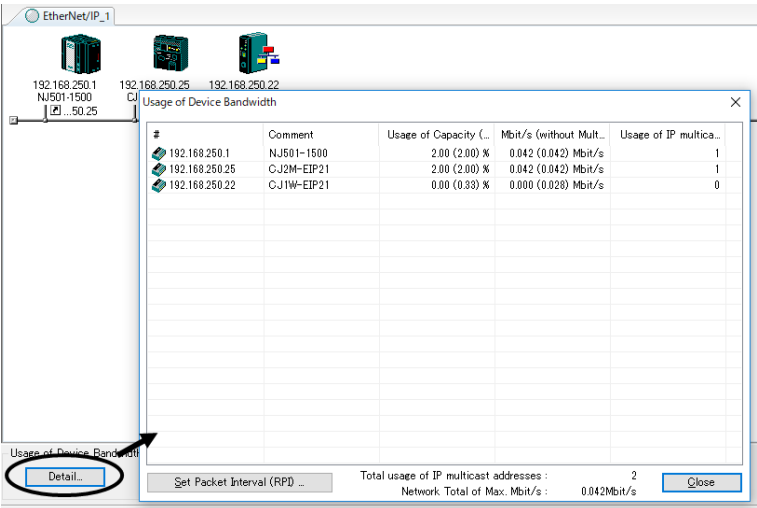 EtherNet/IP_1
192.168.250.1 192.168.250.25 192.168.250.22
NJ501-1500 CJ
...50.25
Usage of Device Bandwidth
# Comment Usage of Capacity (... Mbit/s (without Mult... Usage of IP multica...
192.168.250.1 NJ501-1500 2.00 (2.00) % 0.042 (0.042) Mbit/s 1
192.168.250.25 CJ2M-EIP21 2.00 (2.00) % 0.042 (0.042) Mbit/s 1
192.168.250.22 CJ1W-EIP21 0.00 (0.33) % 0.000 (0.028) Mbit/s 0
Usage of Device Bandwidth
Detail...
Set Packet Interval (RPI) ...
Total usage of IP multicast addresses : 2
Network Total of Max. Mbit/s : 0.042Mbit/s
Close